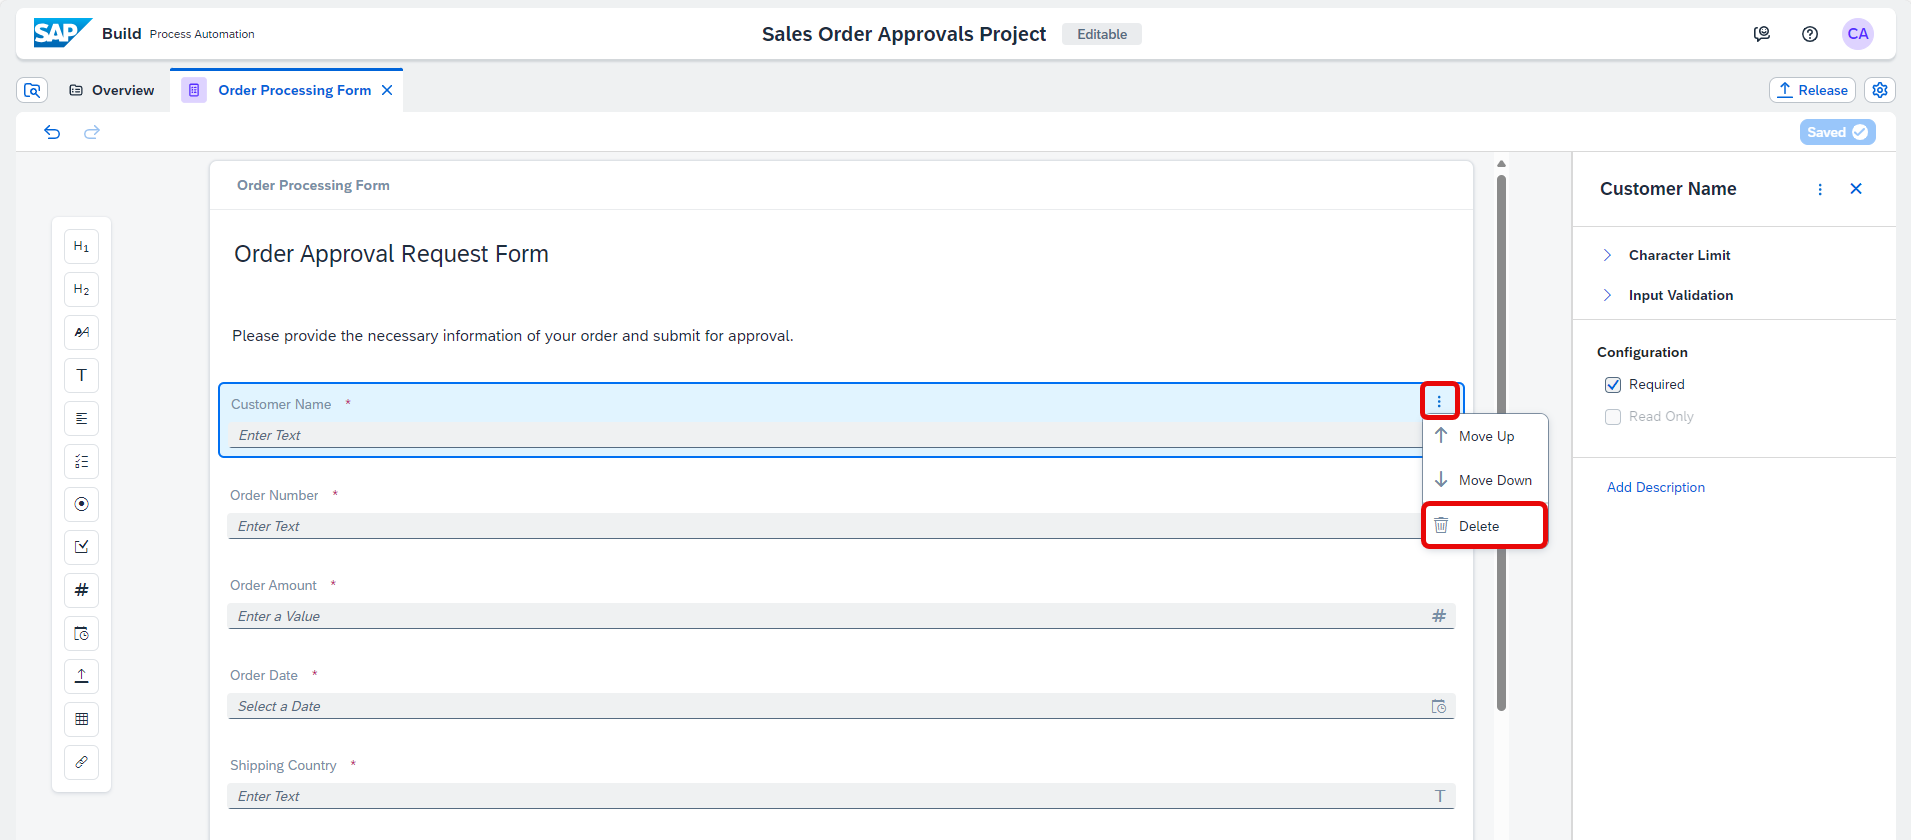 SAP Build Process Automation
Sales Order Approvals Project Editable
CA
Overview
Order Processing Form
Release
Saved
Order Processing Form
Order Approval Request Form
Please provide the necessary information of your order and submit for approval.
Customer Name *
Enter Text
Order Number *
Enter Text
Order Amount *
Enter a Value
#
Order Date *
Select a Date
Shipping Country *
Enter Text
T
Move Up
Move Down
Delete
H1
H2
AA
T
#
Customer Name
Character Limit
Input Validation
Configuration
Required
Read Only
Add Description